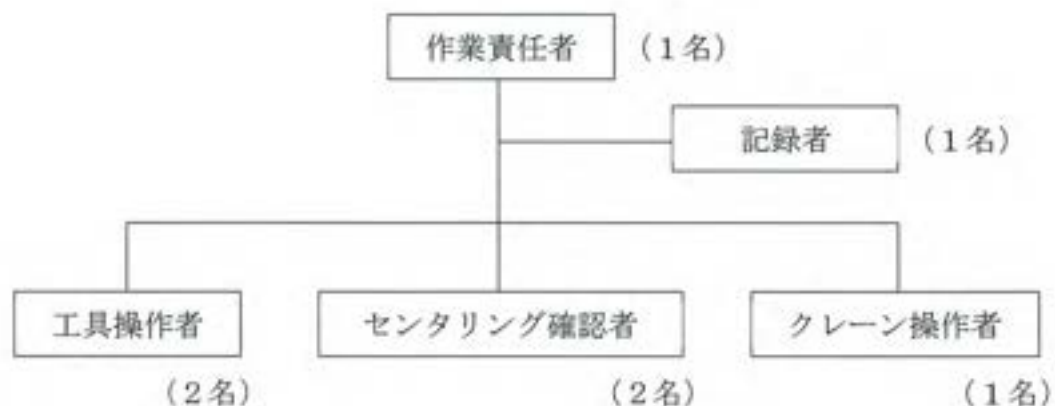 作業責任者 (1名)
記録者 (1名)
工具操作者 センタリング確認者 クレーン操作者
(2名) (2名) (1名)